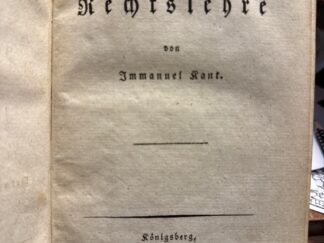 Rechtslehre
von
Immanuel Kant.
Königsberg,